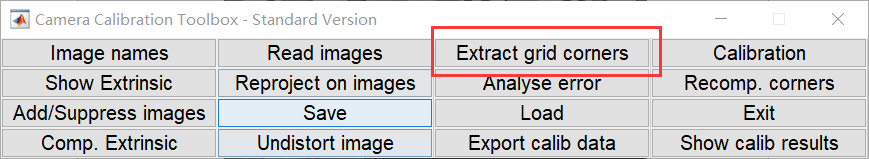 Camera Calibration Toolbox - Standard Version
Image names Read images Extract grid corners Calibration
Show Extrinsic Reproject on images Analyse error Recomp. corners
Add/Suppress images Save Load Exit
Comp. Extrinsic Undistort image Export calib data Show calib results